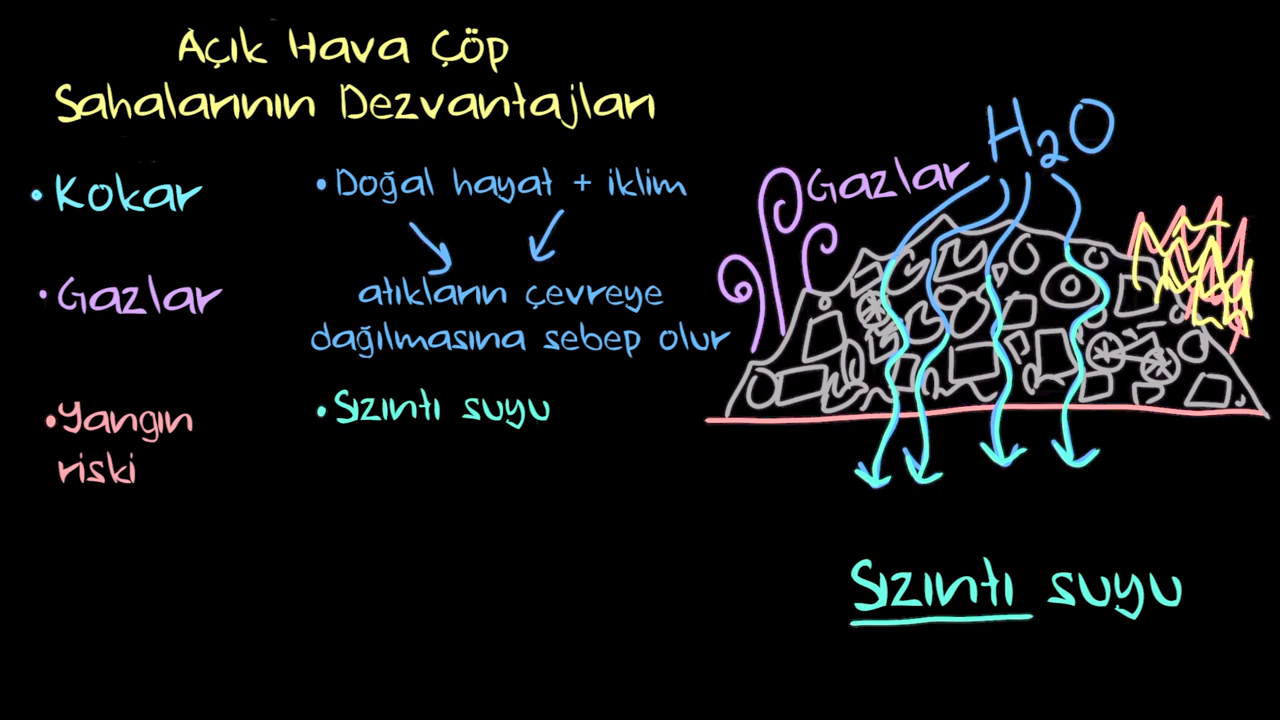 Açık Hava Çöp
Sahalarının Dezvantajları
• Kokar
• Gazlar
• Yangın
riski
• Doğal hayat + iklim
atıkların çevreye
dağılmasına sebep olur
• Sızıntı suyu
H₂O
Gazlar
Sızıntı suyu